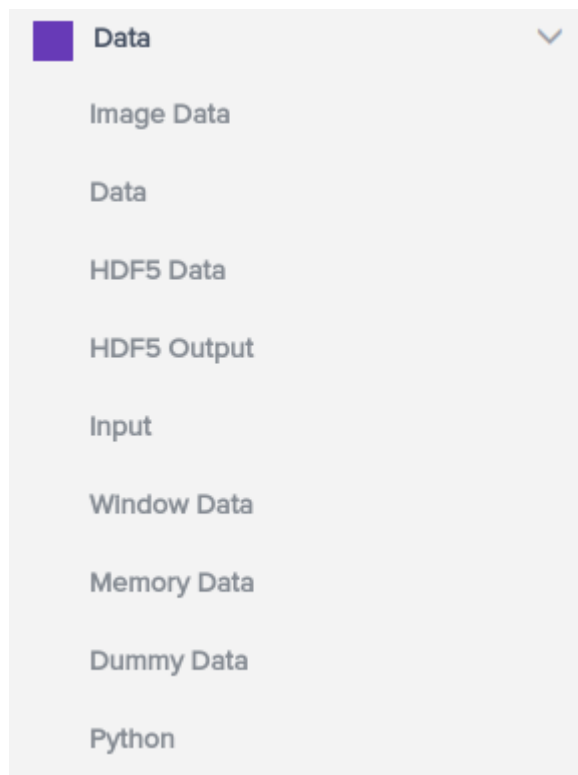 Data
Image Data
Data
HDF5 Data
HDF5 Output
Input
Window Data
Memory Data
Dummy Data
Python